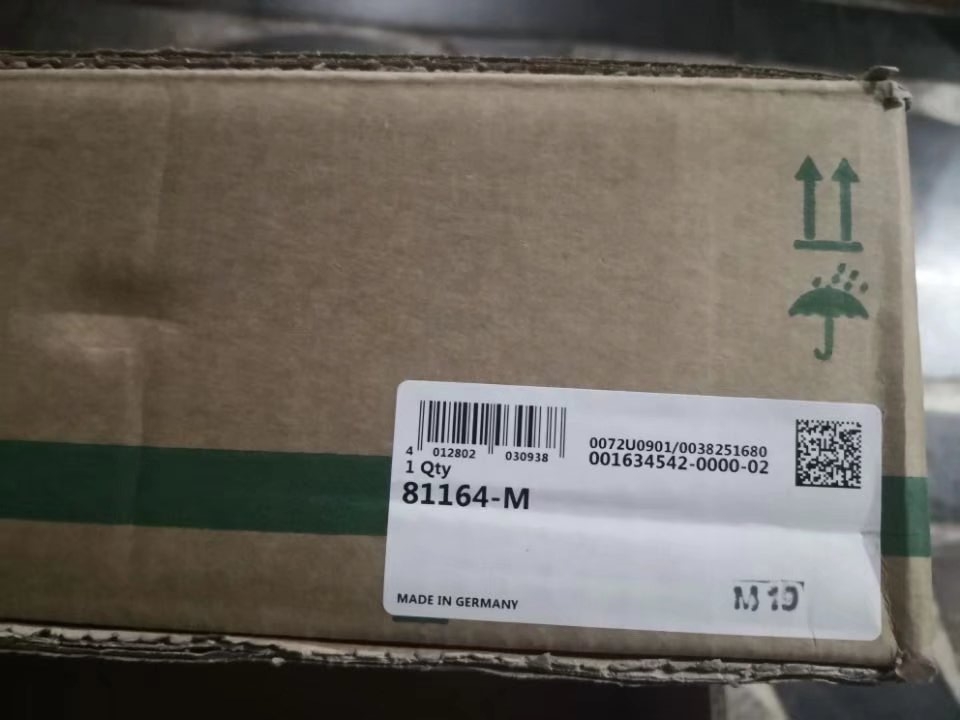 4 012802 030938
0072U0901/0038251680
001634542-0000-02
1 Qty
81164-M
MADE IN GERMANY
M 19